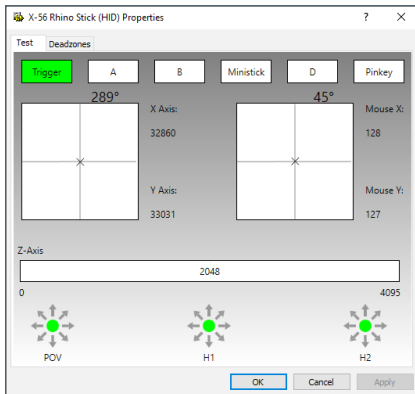 X-56 Rhino Stick (HID) Properties
Test Deadzones
Trigger A B Ministick D Pinkey
289° 45°
X Axis: Mouse X:
32860 128
Y Axis: Mouse Y:
33031 127
Z-Axis
2048
0 4095
POV H1 H2
OK Cancel Apply